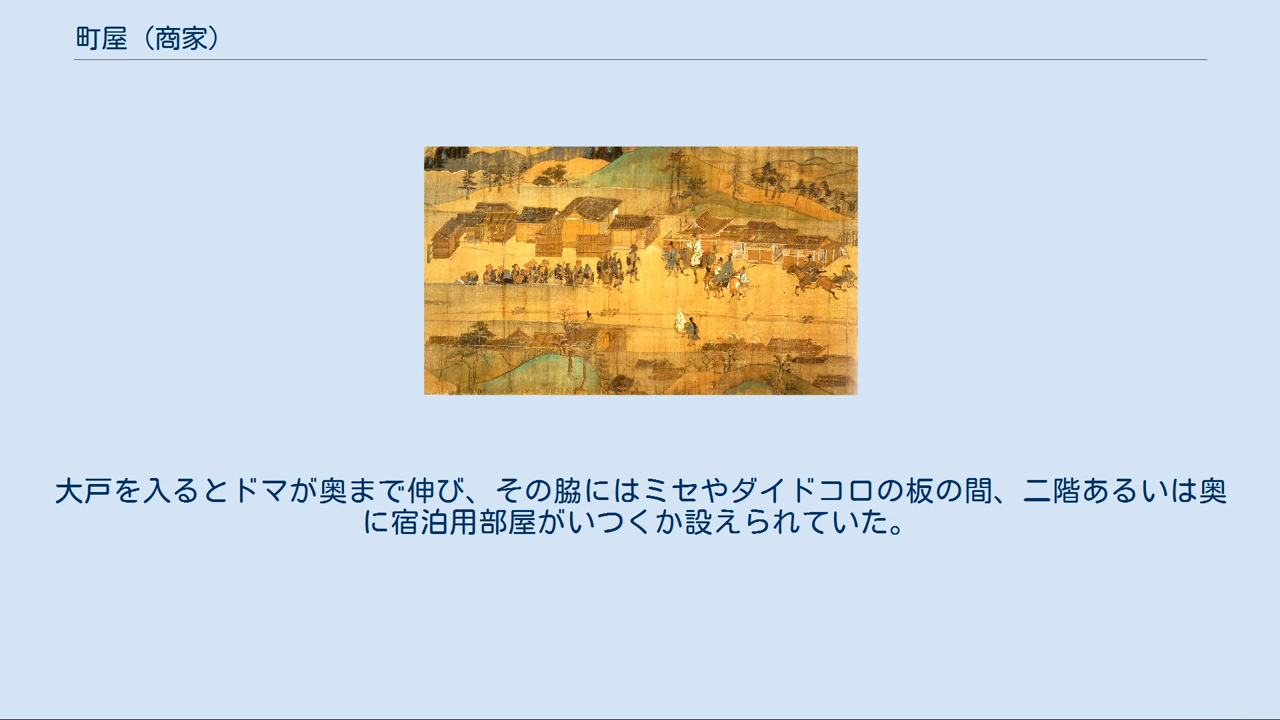 町屋（商家）
大戸を入るとドマが奥まで伸び、その脇にはミセやダイドコロの板の間、二階あるいは奥
に宿泊用部屋がいつくか設えられていた。